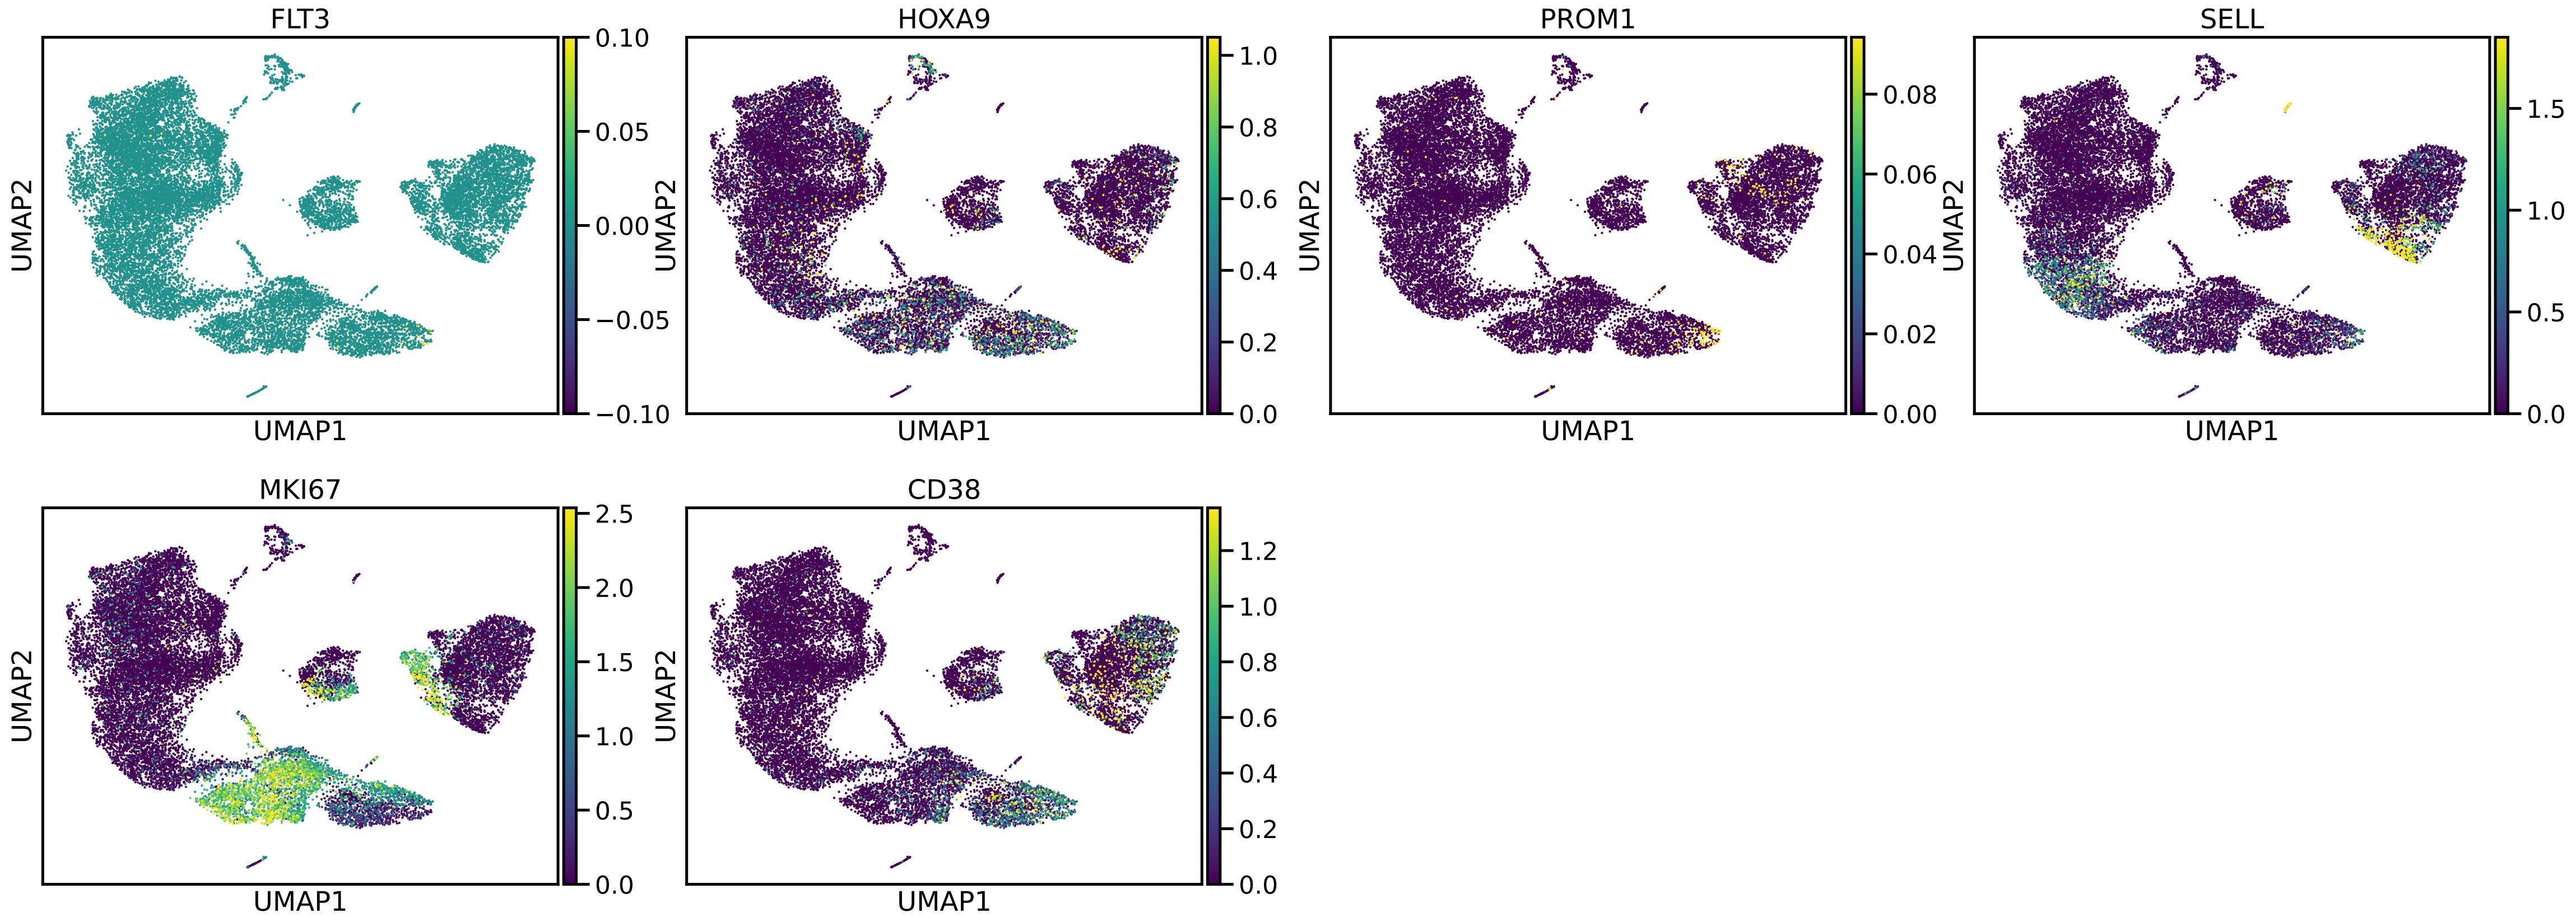 FLT3
HOXA9
PROM1
SELL
0.10
0.05
0.00
−0.05
−0.10
1.0
0.8
0.6
0.4
0.2
0.0
0.08
0.06
0.04
0.02
0.00
1.5
1.0
0.5
0.0
UMAP2
UMAP2
UMAP2
UMAP2
UMAP1
UMAP1
UMAP1
UMAP1
MKI67
CD38
2.5
2.0
1.5
1.0
0.5
0.0
1.2
1.0
0.8
0.6
0.4
0.2
0.0
UMAP2
UMAP2
UMAP1
UMAP1